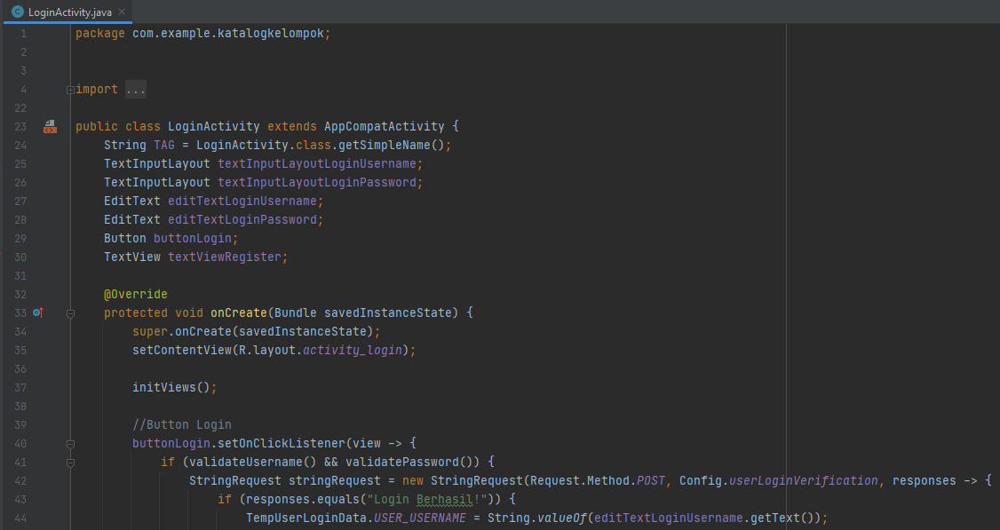 LoginActivity.java
1 package com.example.katalogkelompok;
2
3
4 import ...
22
23 public class LoginActivity extends AppCompatActivity {
24 String TAG = LoginActivity.class.getSimpleName();
25 TextInputLayout textInputLayoutLoginUsername;
26 TextInputLayout textInputLayoutLoginPassword;
27 EditText editTextLoginUsername;
28 EditText editTextLoginPassword;
29 Button buttonLogin;
30 TextView textViewRegister;
31
32 @Override
33 protected void onCreate(Bundle savedInstanceState) {
34 super.onCreate(savedInstanceState);
35 setContentView(R.layout.activity_login);
36
37 initViews();
38
39 //Button Login
40 buttonLogin.setOnClickListener(view -> {
41 if (validateUsername() && validatePassword()) {
42 StringRequest stringRequest = new StringRequest(Request.Method.POST, Config.userLoginVerification, responses -> {
43 if (responses.equals("Login Berhasil!")) {
44 TempUserLoginData.USER_USERNAME = String.valueOf(editTextLoginUsername.getText());